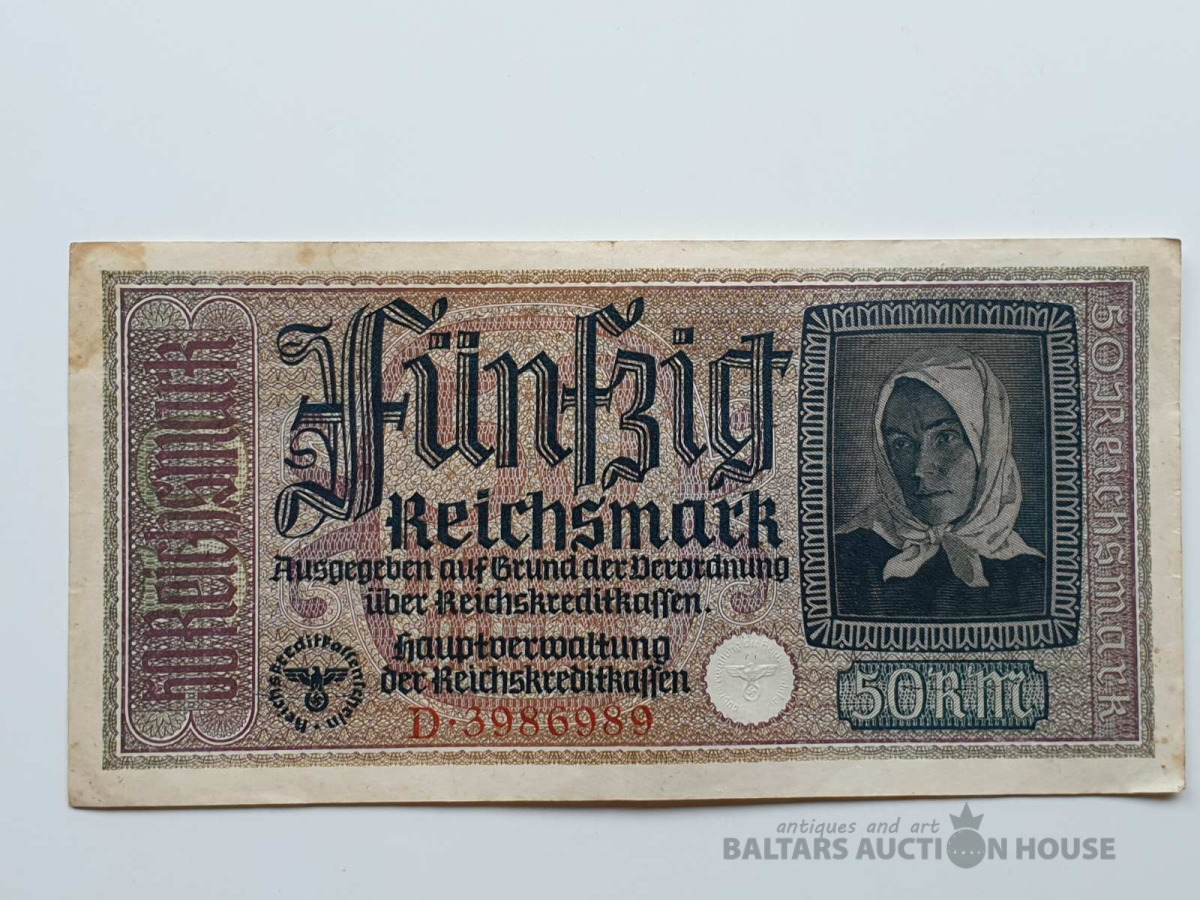 50 Reichsmark
Fünfzig
Reichsmark
Ausgegeben auf Grund der Verordnung
über Reichskreditkassen.
Hauptverwaltung
der Reichskreditkassen
Reichskreditkassenschein
D·3986989
50 RM
50 Reichsmark
antiques and art
BALTARS AUCTION HOUSE